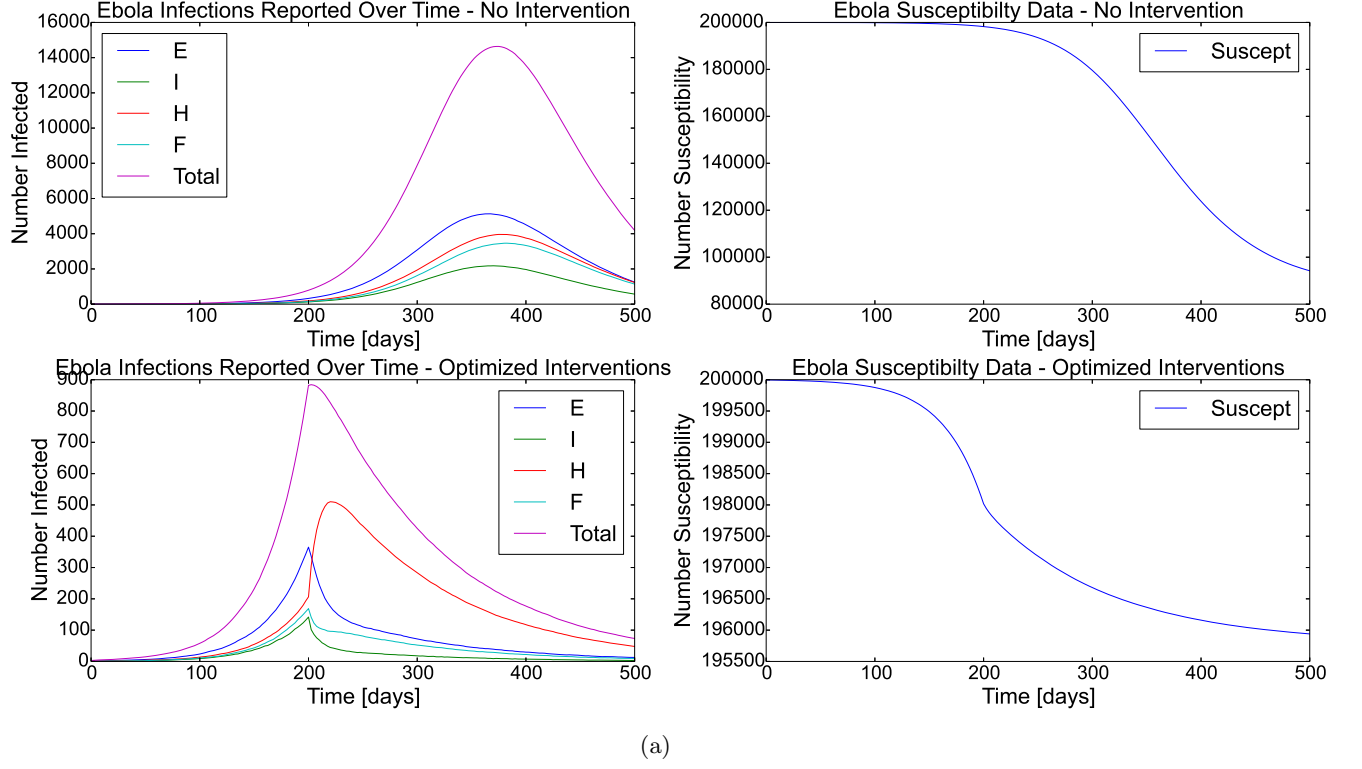 Ebola Infections Reported Over Time - No Intervention
16000
14000
12000
10000
8000
6000
4000
2000
0
Number Infected
E
I
H
F
Total
0 100 200 300 400 500
Time [days]
Ebola Susceptibilty Data - No Intervention
200000
180000
160000
140000
120000
100000
80000
Number Susceptibility
Suscept
0 100 200 300 400 500
Time [days]
Ebola Infections Reported Over Time - Optimized Interventions
900
800
700
600
500
400
300
200
100
0
Number Infected
E
I
H
F
Total
0 100 200 300 400 500
Time [days]
Ebola Susceptibilty Data - Optimized Interventions
200000
199500
199000
198500
198000
197500
197000
196500
196000
195500
Number Susceptibility
Suscept
0 100 200 300 400 500
Time [days]
(a)